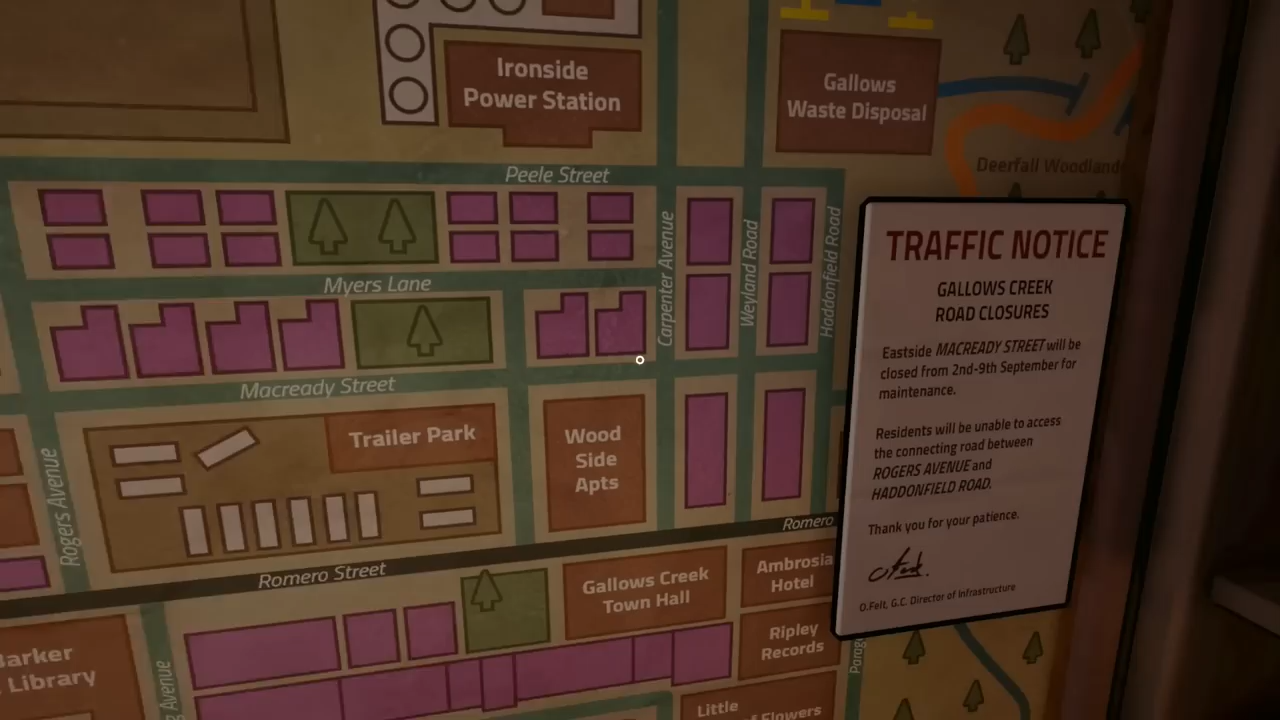 Ironside
Power Station
Gallows
Waste Disposal
Deerfall
Peele Street
Myers Lane
Carpenter Avenue
Weyland Road
Haddonfield Road
Macready Street
Trailer Park
Wood
Side
Apts
Rogers Avenue
Romero
Romero Street
Gallows Creek
Town Hall
Ambrosia
Hotel
Ripley
Records
Library
Avenue
Little
Flowers
TRAFFIC NOTICE
GALLOWS CREEK
ROAD CLOSURES
Eastside MACREADY STREET will be
closed from 2nd-9th September for
maintenance.
Residents will be unable to access
the connecting road between
ROGERS AVENUE and
HADDONFIELD ROAD.
Thank you for your patience.
O.Felt, G.C. Director of Infrastructure